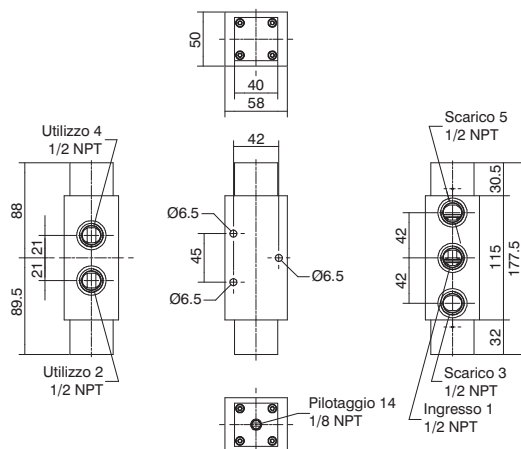 50
40
58
Utilizzo 4
1/2 NPT
42
Scarico 5
1/2 NPT
30.5
88
21
21
89.5
Ø6.5
45
Ø6.5
Ø6.5
42
42
115
177.5
32
Utilizzo 2
1/2 NPT
Scarico 3
1/2 NPT
Ingresso 1
1/2 NPT
Pilotaggio 14
1/8 NPT